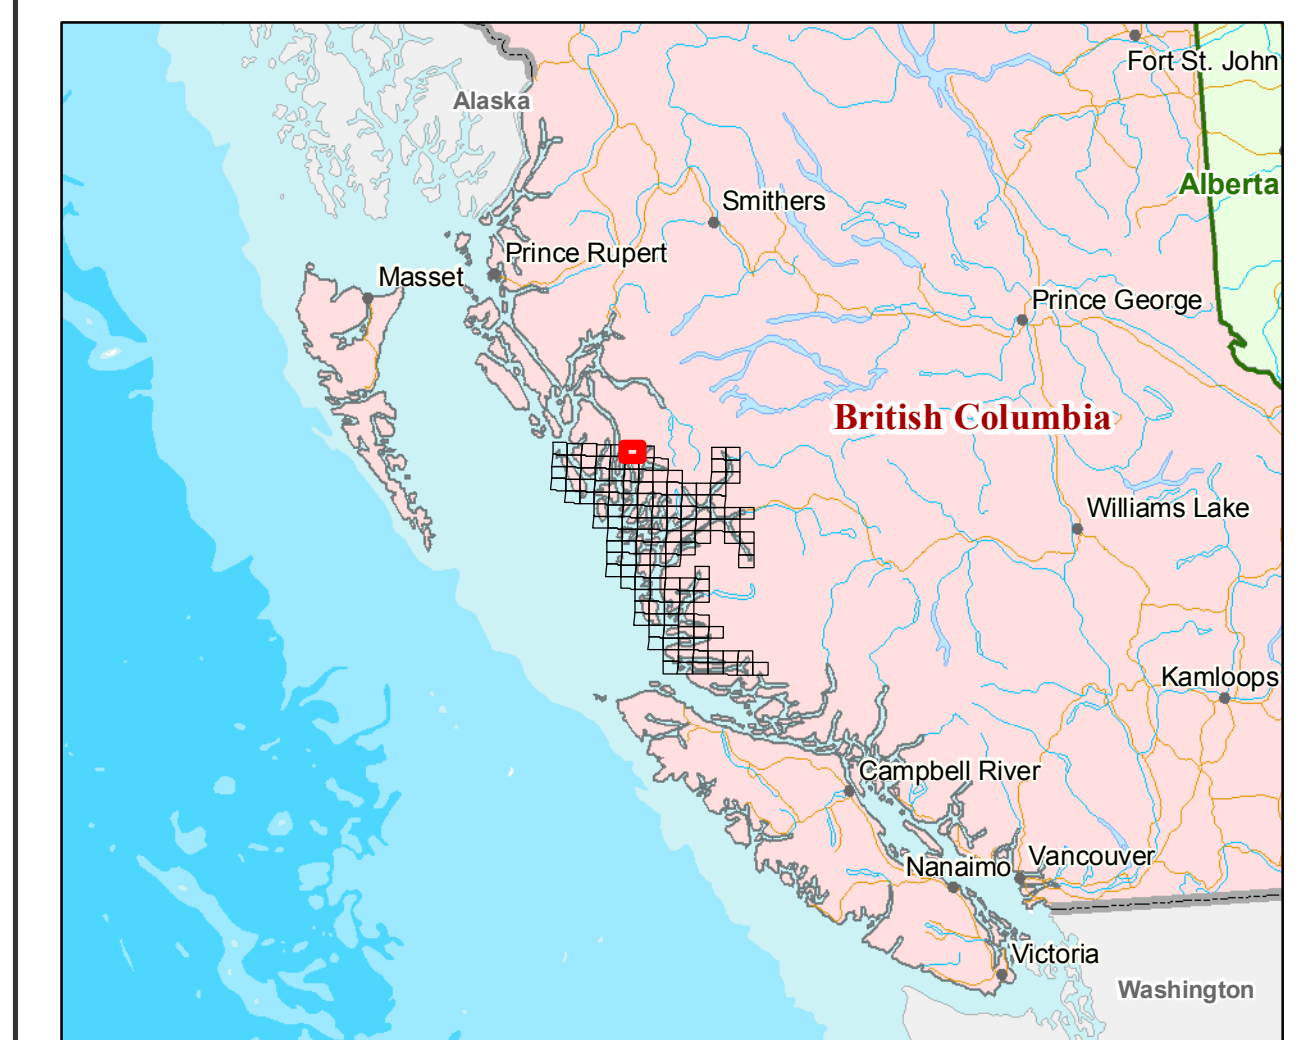 Fort St. John
Alaska
Alberta
Smithers
Prince Rupert
Masset
Prince George
British Columbia
Williams Lake
Kamloops
Campbell River
Vancouver
Nanaimo
Victoria
Washington